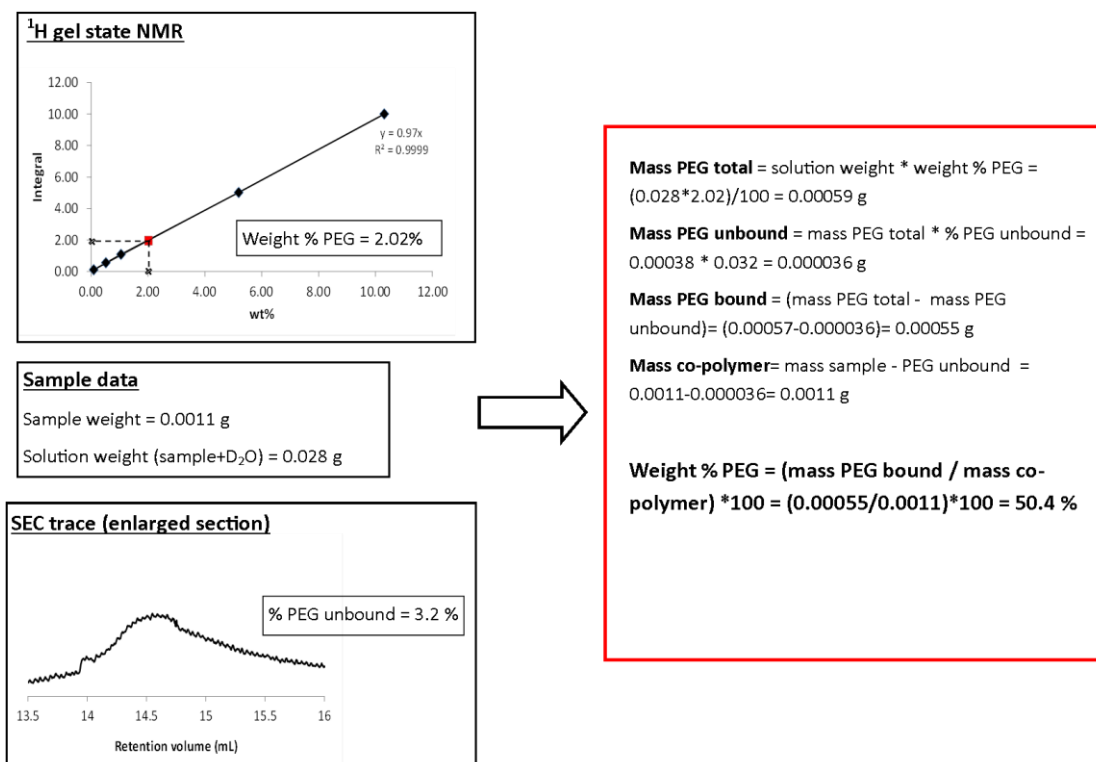 ¹H gel state NMR
12.00
10.00
8.00
6.00
4.00
2.00
0.00
Integral
y = 0.97x
R² = 0.9999
Weight % PEG = 2.02%
0.00 2.00 4.00 6.00 8.00 10.00 12.00
wt%
Sample data
Sample weight = 0.0011 g
Solution weight (sample+D₂O) = 0.028 g
SEC trace (enlarged section)
% PEG unbound = 3.2 %
13.5 14 14.5 15 15.5 16
Retention volume (mL)
Mass PEG total = solution weight * weight % PEG =
(0.028*2.02)/100 = 0.00059 g
Mass PEG unbound = mass PEG total * % PEG unbound =
0.00038 * 0.032 = 0.000036 g
Mass PEG bound = (mass PEG total - mass PEG
unbound)= (0.00057-0.000036)= 0.00055 g
Mass co-polymer= mass sample - PEG unbound =
0.0011-0.000036= 0.0011 g
Weight % PEG = (mass PEG bound / mass co-
polymer) *100 = (0.00055/0.0011)*100 = 50.4 %